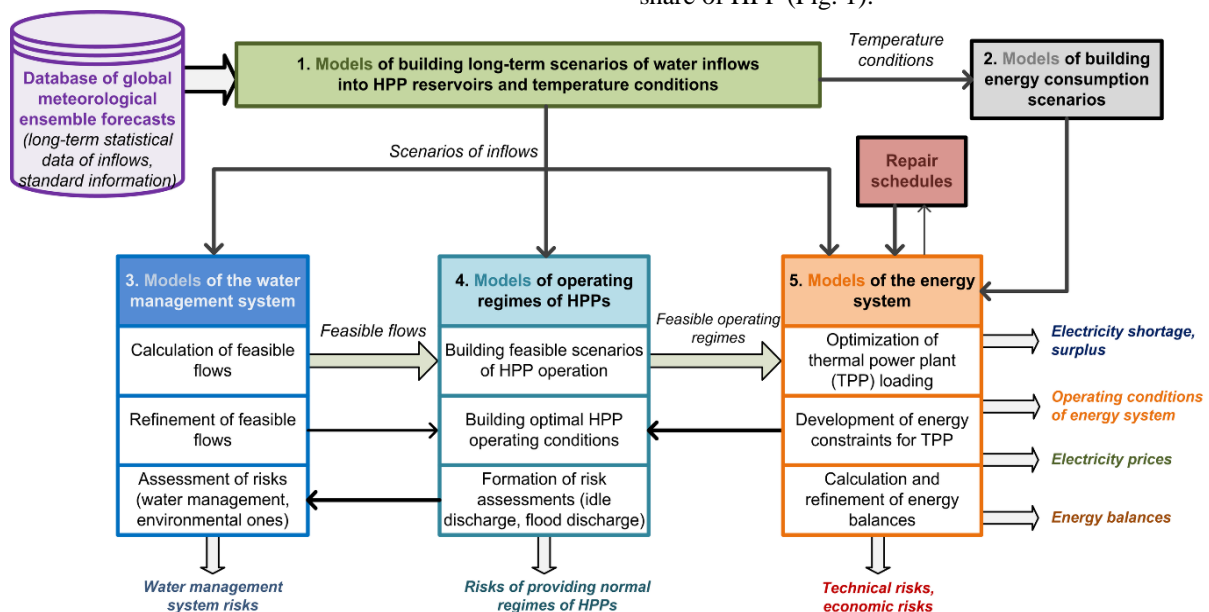 share of HPP (Fig. 1).
Database of global
meteorological
ensemble forecasts
(long-term statistical
data of inflows,
standard information)
1. Models of building long-term scenarios of water inflows
into HPP reservoirs and temperature conditions
Temperature
conditions
2. Models of building
energy consumption
scenarios
Scenarios of inflows
Repair
schedules
3. Models of the water
management system
Calculation of feasible
flows
Refinement of feasible
flows
Assessment of risks
(water management,
environmental ones)
Feasible flows
4. Models of operating
regimes of HPPs
Building feasible scenarios
of HPP operation
Building optimal HPP
operating conditions
Formation of risk
assessments (idle
discharge, flood discharge)
Feasible operating
regimes
5. Models of the energy
system
Optimization of
thermal power plant
(TPP) loading
Development of energy
constraints for TPP
Calculation and
refinement of energy
balances
Electricity shortage,
surplus
Operating conditions
of energy system
Electricity prices
Energy balances
Water management
system risks
Risks of providing normal
regimes of HPPs
Technical risks,
economic risks